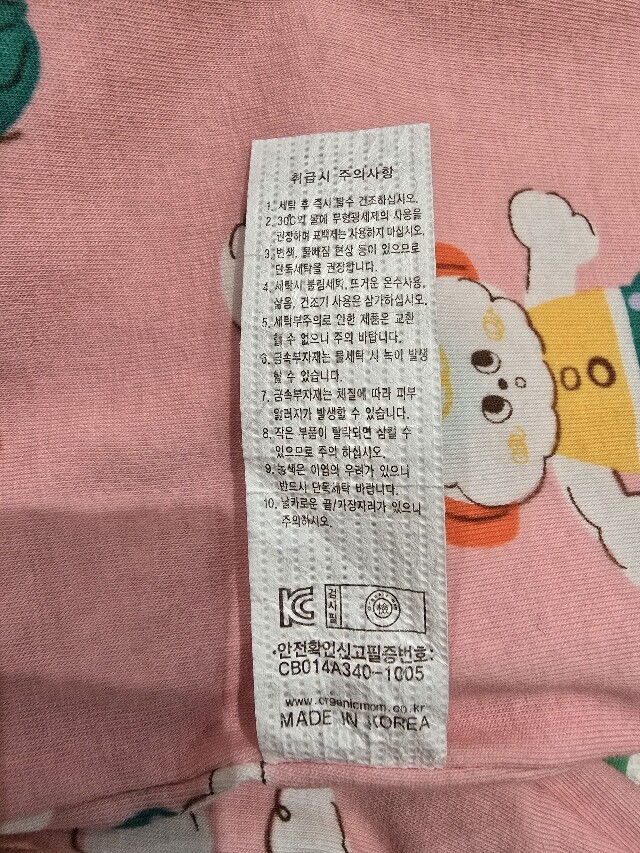 취급시 주의사항
1. 세탁 후 즉시 탈수 건조하십시오.
2. 30℃의 물에 무형광세제의 사용을
권장하며 표백제는 사용하지 마십시오.
3. 변색, 물빠짐 현상 등이 있으므로
단독세탁을 권장합니다.
4. 세탁시 불림세탁, 뜨거운 온수사용,
삶음, 건조기 사용은 삼가하십시오.
5. 세탁부주의로 인한 제품은 교환
할 수 없으니 주의 바랍니다.
6. 금속부자재는 물세탁 시 녹이 발생
할 수 있습니다.
7. 금속부자재는 체질에 따라 피부
알러지가 발생할 수 있습니다.
8. 작은 부품이 탈락되면 삼킬 수
있으므로 주의 하십시오.
9. 농색은 이염의 우려가 있으니
반드시 단독세탁 바랍니다.
10. 날카로운 끝/가장자리가 있으니
주의하시오.
KC 검사필 檢
안전확인신고필증번호:
CB014A340-1005
www.organicmom.co.kr
MADE IN KOREA